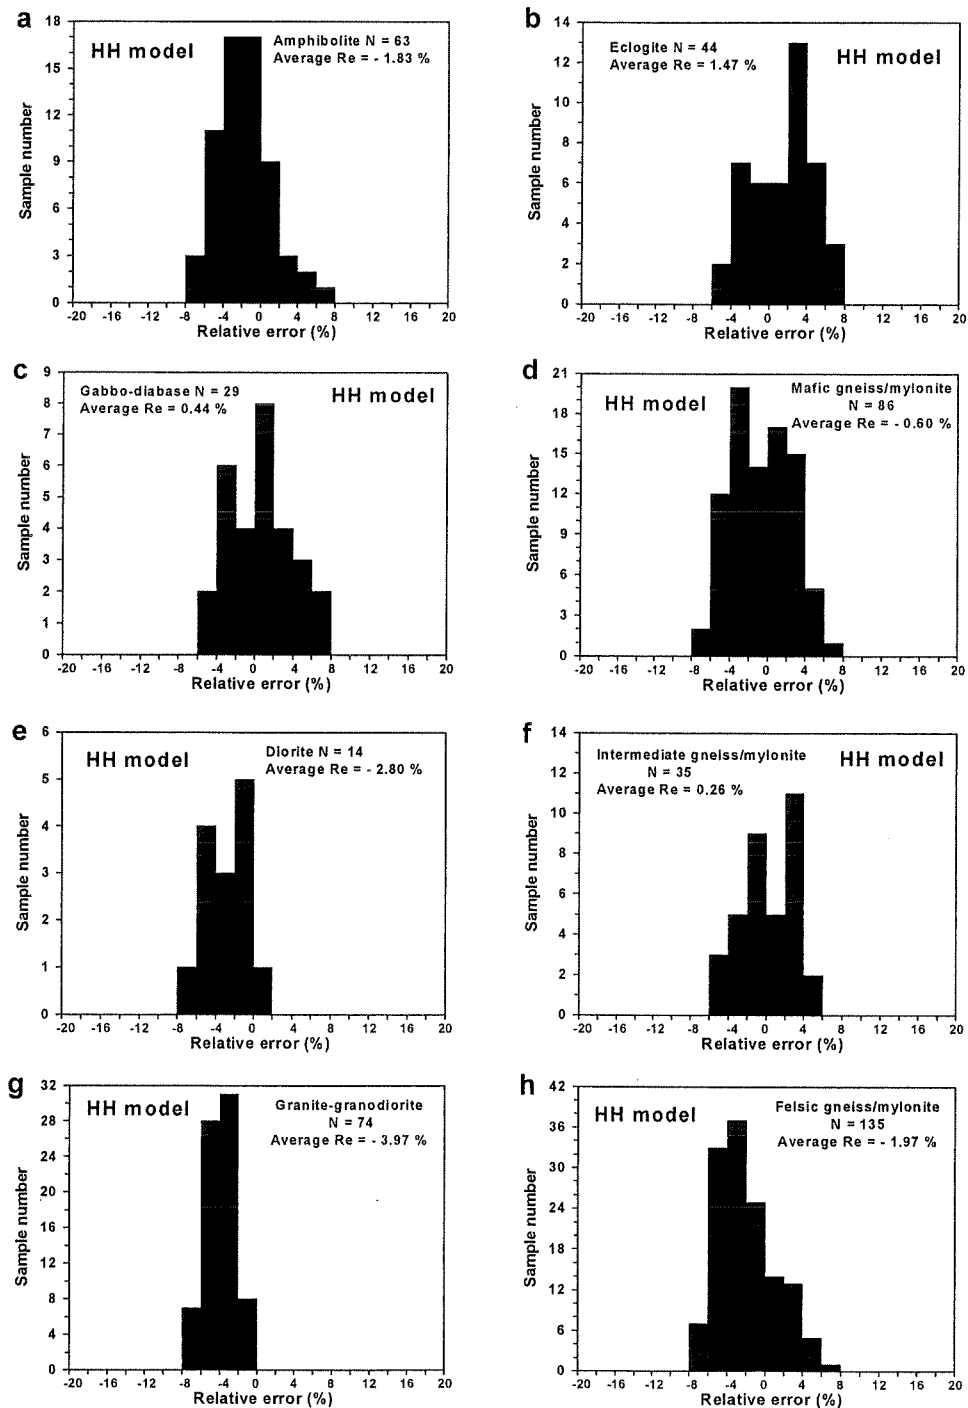 a
HH model
Amphibolite N = 63
Average Re = - 1.83 %
Sample number
18
15
12
9
6
3
0
-20 -16 -12 -8 -4 0 4 8 12 16 20
Relative error (%)
b
Eclogite N = 44
Average Re = 1.47 %
HH model
Sample number
14
12
10
8
6
4
2
0
-20 -16 -12 -8 -4 0 4 8 12 16 20
Relative error (%)
c
Gabbo-diabase N = 29
Average Re = 0.44 %
HH model
Sample number
9
8
7
6
5
4
3
2
1
0
-20 -16 -12 -8 -4 0 4 8 12 16 20
Relative error (%)
d
HH model
Mafic gneiss/mylonite
N = 86
Average Re = - 0.60 %
Sample number
21
18
15
12
9
6
3
0
-20 -16 -12 -8 -4 0 4 8 12 16 20
Relative error (%)
e
HH model
Diorite N = 14
Average Re = - 2.80 %
Sample number
6
5
4
3
2
1
0
-20 -16 -12 -8 -4 0 4 8 12 16 20
Relative error (%)
f
Intermediate gneiss/mylonite
N = 35
Average Re = 0.26 %
HH model
Sample number
14
12
10
8
6
4
2
0
-20 -16 -12 -8 -4 0 4 8 12 16 20
Relative error (%)
g
HH model
Granite-granodiorite
N = 74
Average Re = - 3.97 %
Sample number
32
28
24
20
16
12
8
4
0
-20 -16 -12 -8 -4 0 4 8 12 16 20
Relative error (%)
h
HH model
Felsic gneiss/mylonite
N = 135
Average Re = - 1.97 %
Sample number
42
36
30
24
18
12
6
0
-20 -16 -12 -8 -4 0 4 8 12 16 20
Relative error (%)